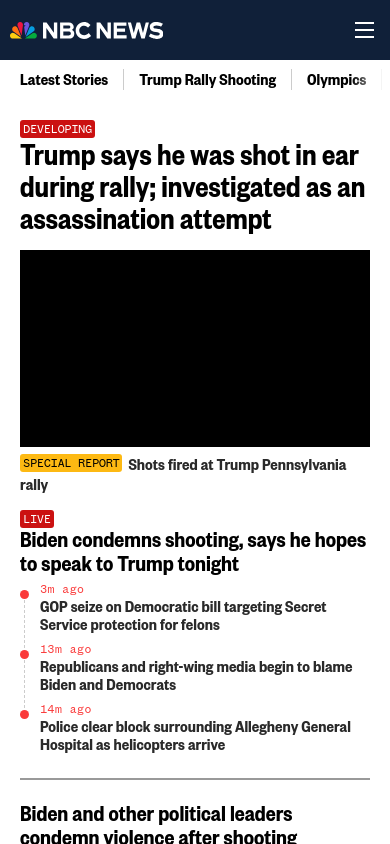 NBC NEWS
Latest Stories
Trump Rally Shooting
Olympics
DEVELOPING
Trump says he was shot in ear
during rally; investigated as an
assassination attempt
SPECIAL REPORT Shots fired at Trump Pennsylvania
rally
LIVE
Biden condemns shooting, says he hopes
to speak to Trump tonight
3m ago
GOP seize on Democratic bill targeting Secret
Service protection for felons
13m ago
Republicans and right-wing media begin to blame
Biden and Democrats
14m ago
Police clear block surrounding Allegheny General
Hospital as helicopters arrive
Biden and other political leaders
condemn violence after shooting